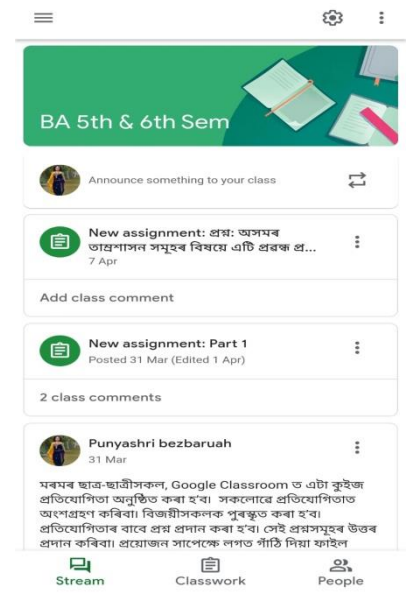 BA 5th & 6th Sem
Announce something to your class
New assignment: প্ৰশ্ন: অসমৰ
তাম্ৰশাসন সমূহৰ বিষয়ে এটি প্ৰৱন্ধ প্ৰ...
7 Apr
Add class comment
New assignment: Part 1
Posted 31 Mar (Edited 1 Apr)
2 class comments
Punyashri bezbaruah
31 Mar
মৰমৰ ছাত্ৰ-ছাত্ৰীসকল, Google Classroom ত এটা কুইজ
প্ৰতিযোগিতা অনুষ্ঠিত কৰা হ'ব। সকলোৱে প্ৰতিযোগিতাত
অংশগ্ৰহণ কৰিবা। বিজয়ীসকলক পুৰস্কৃত কৰা হ'ব।
প্ৰতিযোগিতাৰ বাবে প্ৰশ্ন প্ৰদান কৰা হ'ব। সেই প্ৰশ্নসমূহৰ উত্তৰ
প্ৰদান কৰিবা। প্ৰয়োজন সাপেক্ষে লগত গাঁঠি দিয়া ফাইল
Stream
Classwork
People